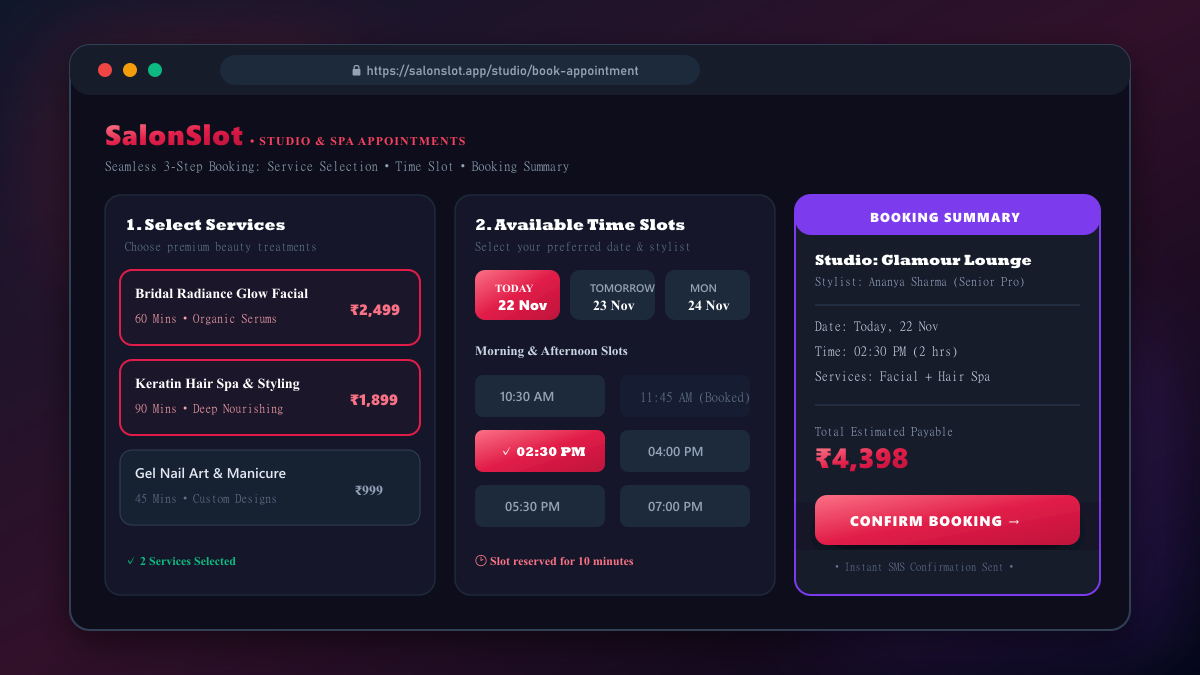 https://salonslot.app/studio/book-appointment
SalonSlot • STUDIO & SPA APPOINTMENTS
Seamless 3-Step Booking: Service Selection • Time Slot • Booking Summary
1. Select Services
Choose premium beauty treatments
Bridal Radiance Glow Facial
60 Mins • Organic Serums
₹2,499
Keratin Hair Spa & Styling
90 Mins • Deep Nourishing
₹1,899
Gel Nail Art & Manicure
45 Mins • Custom Designs
₹999
✓ 2 Services Selected
2. Available Time Slots
Select your preferred date & stylist
TODAY
22 Nov
TOMORROW
23 Nov
MON
24 Nov
Morning & Afternoon Slots
10:30 AM
11:45 AM (Booked)
✓ 02:30 PM
04:00 PM
05:30 PM
07:00 PM
🕒 Slot reserved for 10 minutes
BOOKING SUMMARY
Studio: Glamour Lounge
Stylist: Ananya Sharma (Senior Pro)
Date: Today, 22 Nov
Time: 02:30 PM (2 hrs)
Services: Facial + Hair Spa
Total Estimated Payable
₹4,398
CONFIRM BOOKING →
• Instant SMS Confirmation Sent •